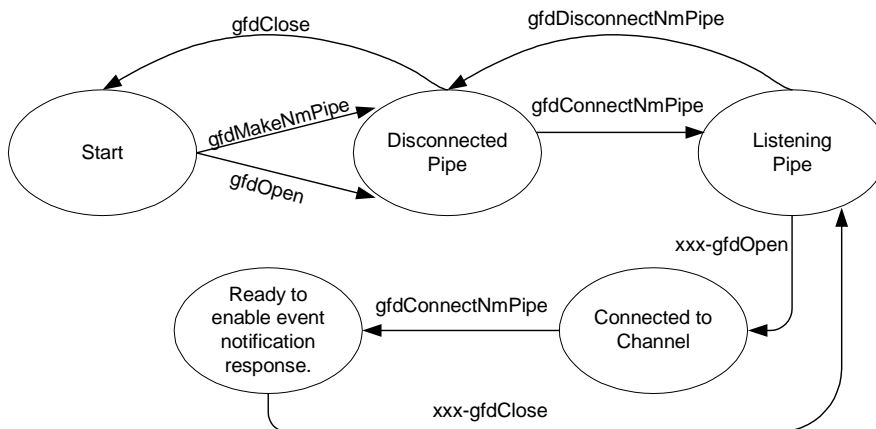 gfdClose
gfdDisconnectNmPipe
gfdMakeNmPipe
gfdConnectNmPipe
Start
Disconnected
Pipe
Listening
Pipe
gfdOpen
xxx-gfdOpen
Ready to
enable event
notification
response.
gfdConnectNmPipe
Connected to
Channel
xxx-gfdClose